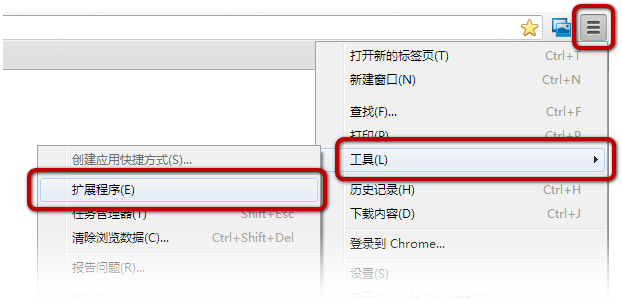 打开新的标签页(T) Ctrl+T
新建窗口(N) Ctrl+N
查找(F)... Ctrl+F
打印(P) Ctrl+P
工具(L)
历史记录(H) Ctrl+H
下载内容(D) Ctrl+J
登录到 Chrome...
设置(S)
创建应用快捷方式(S)...
扩展程序(E)
任务管理器(T) Shift+Esc
清除浏览数据(C)... Ctrl+Shift+Del
报告问题(R)...